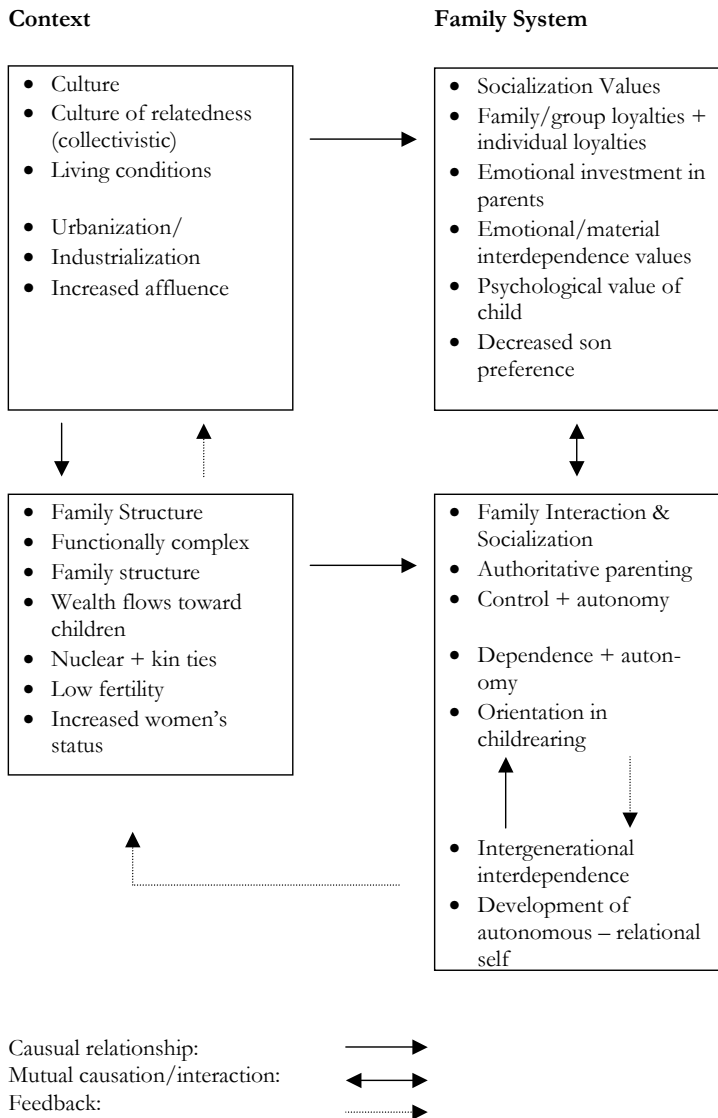 Context
Family System
• Culture
• Culture of relatedness
(collectivistic)
• Living conditions
• Urbanization/
• Industrialization
• Increased affluence
• Socialization Values
• Family/group loyalties +
individual loyalties
• Emotional investment in
parents
• Emotional/material
interdependence values
• Psychological value of
child
• Decreased son
preference
• Family Structure
• Functionally complex
• Family structure
• Wealth flows toward
children
• Nuclear + kin ties
• Low fertility
• Increased women’s
status
• Family Interaction &
Socialization
• Authoritative parenting
• Control + autonomy
• Dependence + auton-
omy
• Orientation in
childrearing
• Intergenerational
interdependence
• Development of
autonomous – relational
self
Causual relationship:
Mutual causation/interaction:
Feedback: